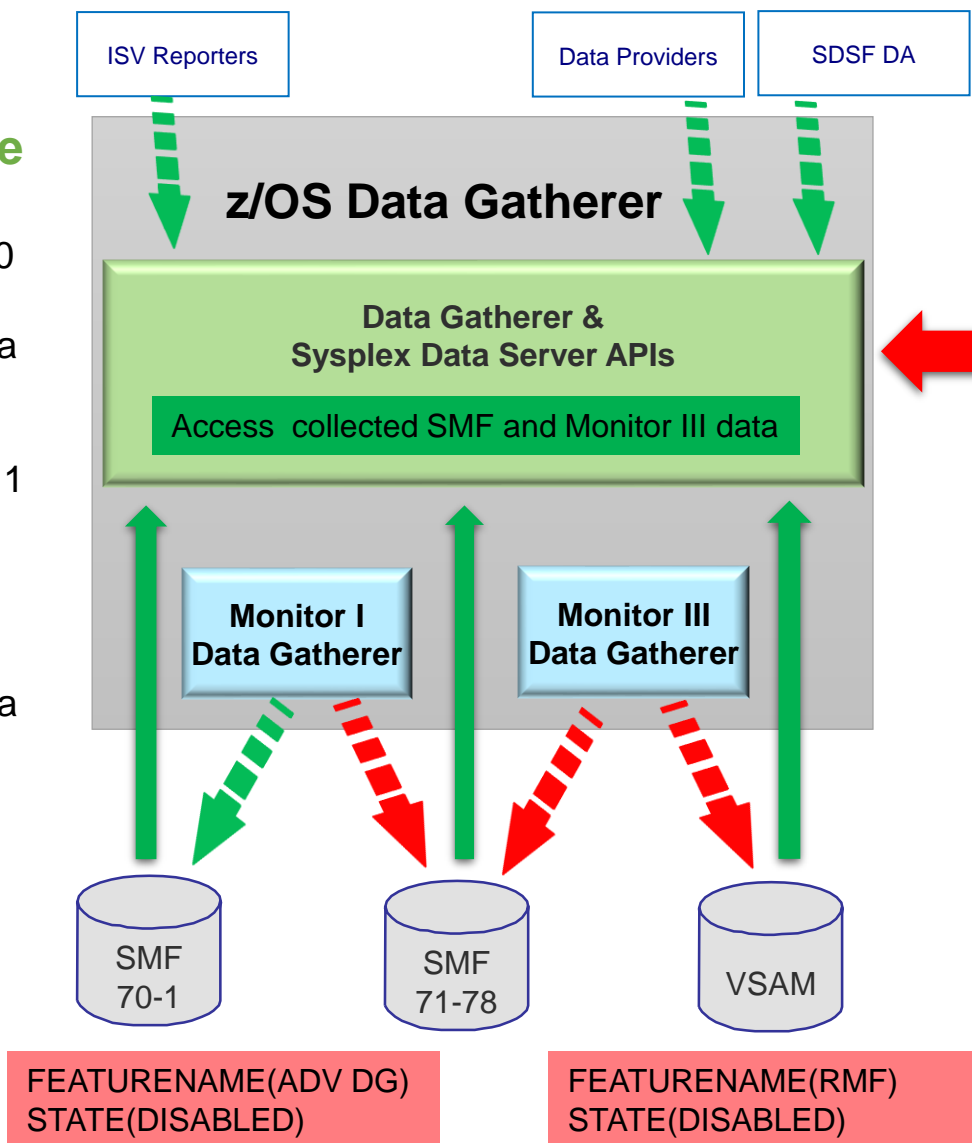 ISV Reporters
Data Providers
SDSF DA
e
z/OS Data Gatherer
0
Data Gatherer &
Sysplex Data Server APIs
a
Access collected SMF and Monitor III data
1
Monitor I
Data Gatherer
Monitor III
Data Gatherer
a
SMF
70-1
SMF
71-78
VSAM
FEATURENAME(ADV DG)
STATE(DISABLED)
FEATURENAME(RMF)
STATE(DISABLED)